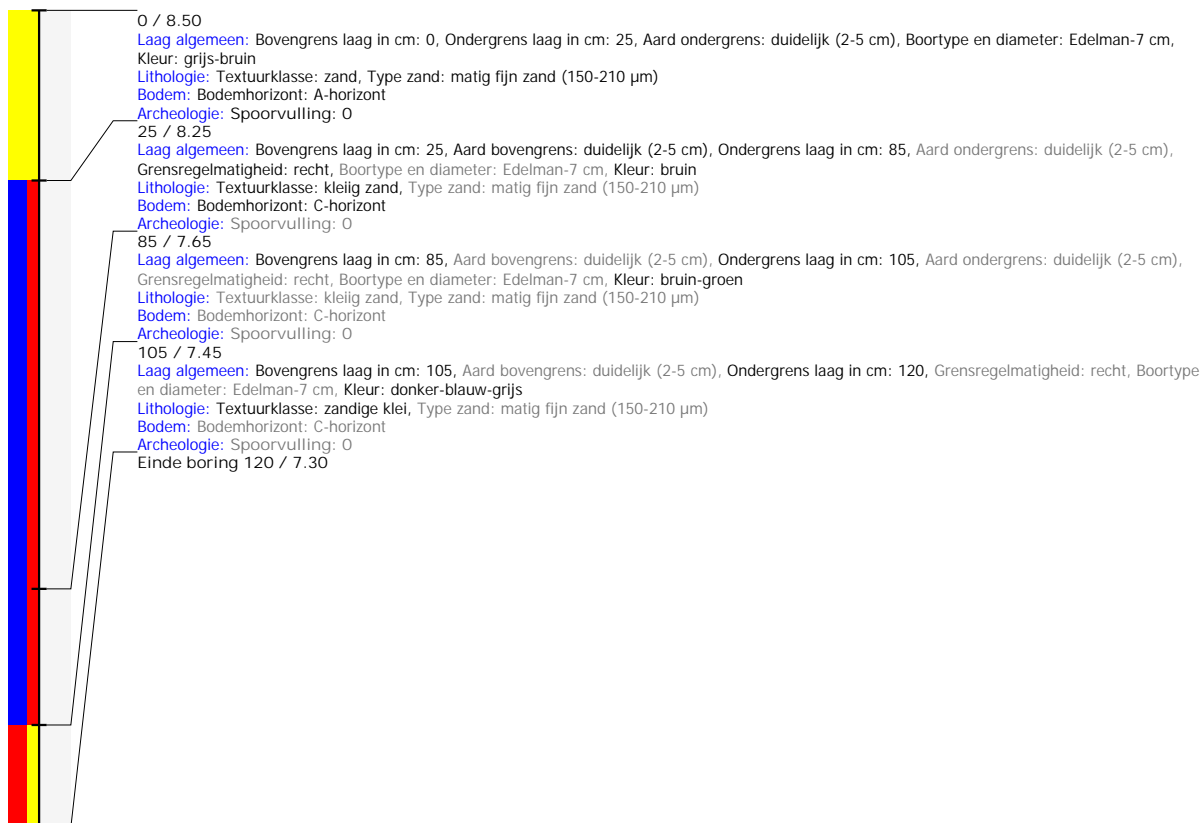 0 / 8.50
Laag algemeen: Bovengrens laag in cm: 0, Ondergrens laag in cm: 25, Aard ondergrens: duidelijk (2-5 cm), Boortype en diameter: Edelman-7 cm,
Kleur: grijs-bruin
Lithologie: Textuurklasse: zand, Type zand: matig fijn zand (150-210 µm)
Bodem: Bodemhorizont: A-horizont
Archeologie: Spoorvulling: 0
25 / 8.25
Laag algemeen: Bovengrens laag in cm: 25, Aard bovengrens: duidelijk (2-5 cm), Ondergrens laag in cm: 85, Aard ondergrens: duidelijk (2-5 cm),
Grensregelmatigheid: recht, Boortype en diameter: Edelman-7 cm, Kleur: bruin
Lithologie: Textuurklasse: kleiig zand, Type zand: matig fijn zand (150-210 µm)
Bodem: Bodemhorizont: C-horizont
Archeologie: Spoorvulling: 0
85 / 7.65
Laag algemeen: Bovengrens laag in cm: 85, Aard bovengrens: duidelijk (2-5 cm), Ondergrens laag in cm: 105, Aard ondergrens: duidelijk (2-5 cm),
Grensregelmatigheid: recht, Boortype en diameter: Edelman-7 cm, Kleur: bruin-groen
Lithologie: Textuurklasse: kleiig zand, Type zand: matig fijn zand (150-210 µm)
Bodem: Bodemhorizont: C-horizont
Archeologie: Spoorvulling: 0
105 / 7.45
Laag algemeen: Bovengrens laag in cm: 105, Aard bovengrens: duidelijk (2-5 cm), Ondergrens laag in cm: 120, Grensregelmatigheid: recht, Boortype
en diameter: Edelman-7 cm, Kleur: donker-blauw-grijs
Lithologie: Textuurklasse: zandige klei, Type zand: matig fijn zand (150-210 µm)
Bodem: Bodemhorizont: C-horizont
Archeologie: Spoorvulling: 0
Einde boring 120 / 7.30